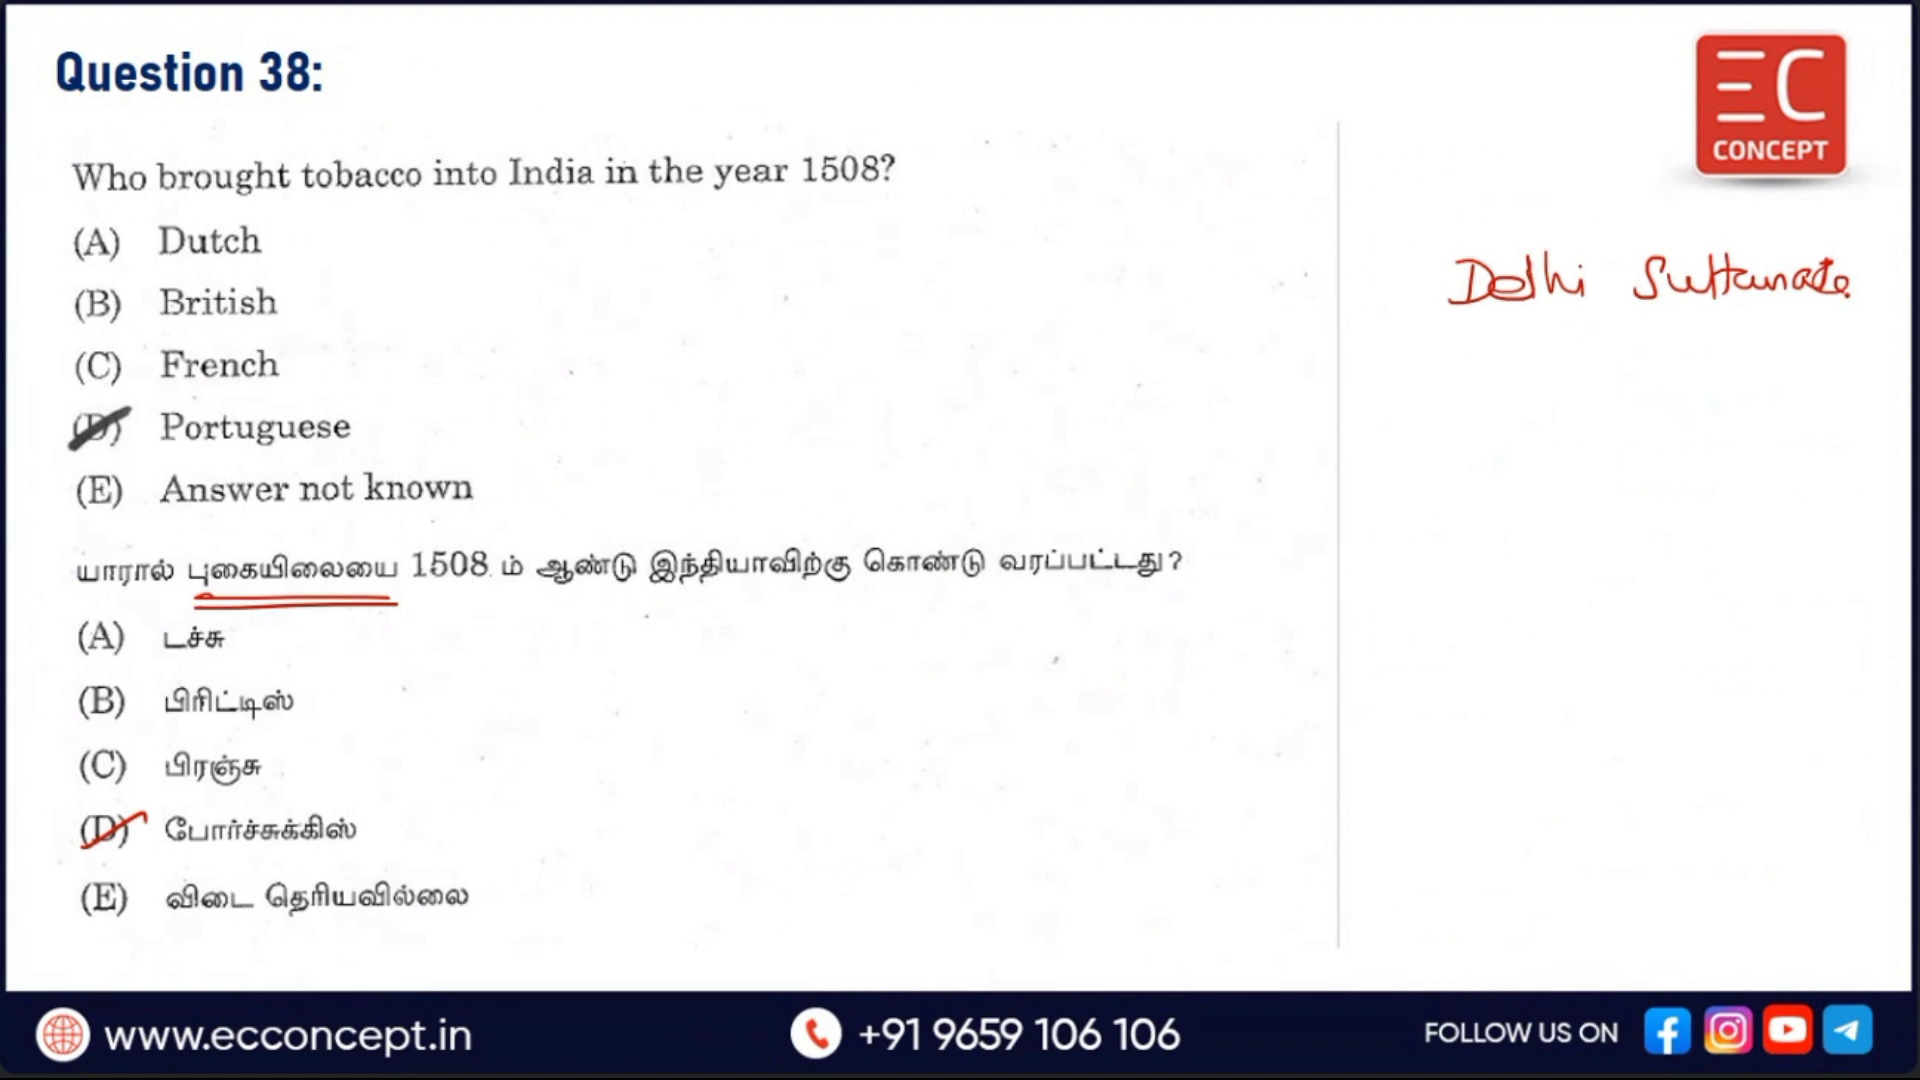 Question 38:
EC
CONCEPT
Who brought tobacco into India in the year 1508?
(A) Dutch
(B) British
(C) French
(D) Portuguese
(E) Answer not known
Delhi Sultanate
யாரால் புகையிலையை 1508 ம் ஆண்டு இந்தியாவிற்கு கொண்டு வரப்பட்டது?
(A) டச்சு
(B) பிரிட்டிஸ்
(C) பிரஞ்சு
(D) போர்ச்சுக்கிஸ்
(E) விடை தெரியவில்லை
www.ecconcept.in
+91 9659 106 106
FOLLOW US ON